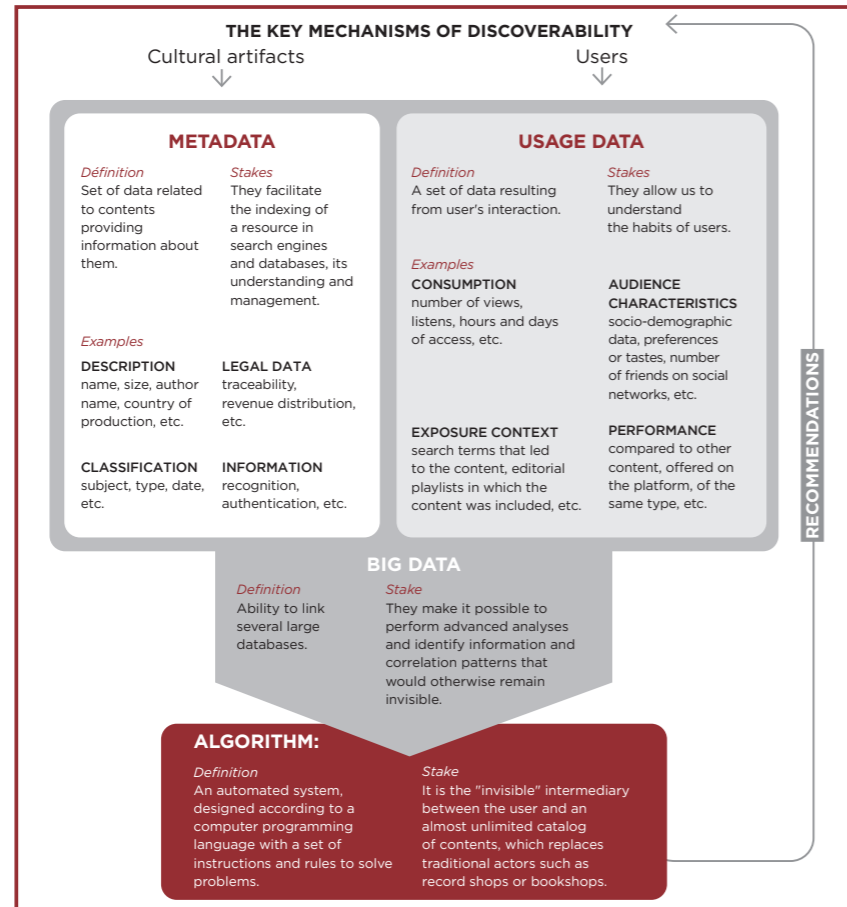 THE KEY MECHANISMS OF DISCOVERABILITY
Cultural artifacts
Users
METADATA
Définition
Set of data related
to contents
providing
information about
them.
Stakes
They facilitate
the indexing of
a resource in
search engines
and databases, its
understanding and
management.
Examples
DESCRIPTION
name, size, author
name, country of
production, etc.
LEGAL DATA
traceability,
revenue distribution,
etc.
CLASSIFICATION
subject, type, date,
etc.
INFORMATION
recognition,
authentication, etc.
USAGE DATA
Definition
A set of data resulting
from user's interaction.
Stakes
They allow us to
understand
the habits of users.
Examples
CONSUMPTION
number of views,
listens, hours and days
of access, etc.
AUDIENCE
CHARACTERISTICS
socio-demographic
data, preferences
or tastes, number
of friends on social
networks, etc.
EXPOSURE CONTEXT
search terms that led
to the content, editorial
playlists in which the
content was included, etc.
PERFORMANCE
compared to other
content, offered on
the platform, of the
same type, etc.
BIG DATA
Definition
Ability to link
several large
databases.
Stake
They make it possible to
perform advanced analyses
and identify information and
correlation patterns that
would otherwise remain
invisible.
ALGORITHM:
Definition
An automated system,
designed according to a
computer programming
language with a set of
instructions and rules to solve
problems.
Stake
It is the "invisible" intermediary
between the user and an
almost unlimited catalog
of contents, which replaces
traditional actors such as
record shops or bookshops.
RECOMMENDATIONS